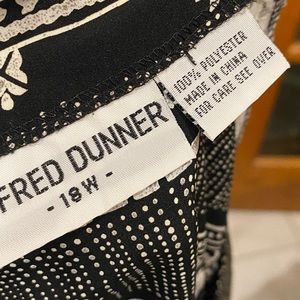 FRED DUNNER
- 18W -
100% POLYESTER
MADE IN CHINA
FOR CARE SEE OVER